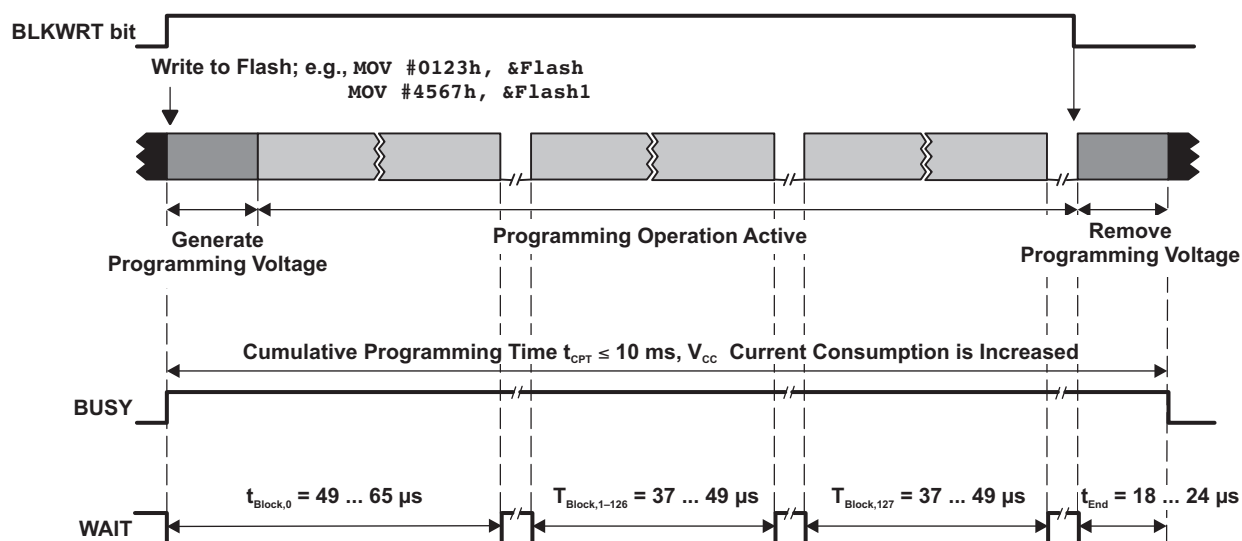 BLKWRT bit
Write to Flash; e.g., MOV #0123h, &Flash
MOV #4567h, &Flash1
Generate
Programming Voltage
Programming Operation Active
Remove
Programming Voltage
Cumulative Programming Time tCPT ≤ 10 ms, VCC Current Consumption is Increased
BUSY
tBlock,0 = 49 ... 65 µs
TBlock,1–126 = 37 ... 49 µs
TBlock,127 = 37 ... 49 µs
tEnd = 18 ... 24 µs
WAIT